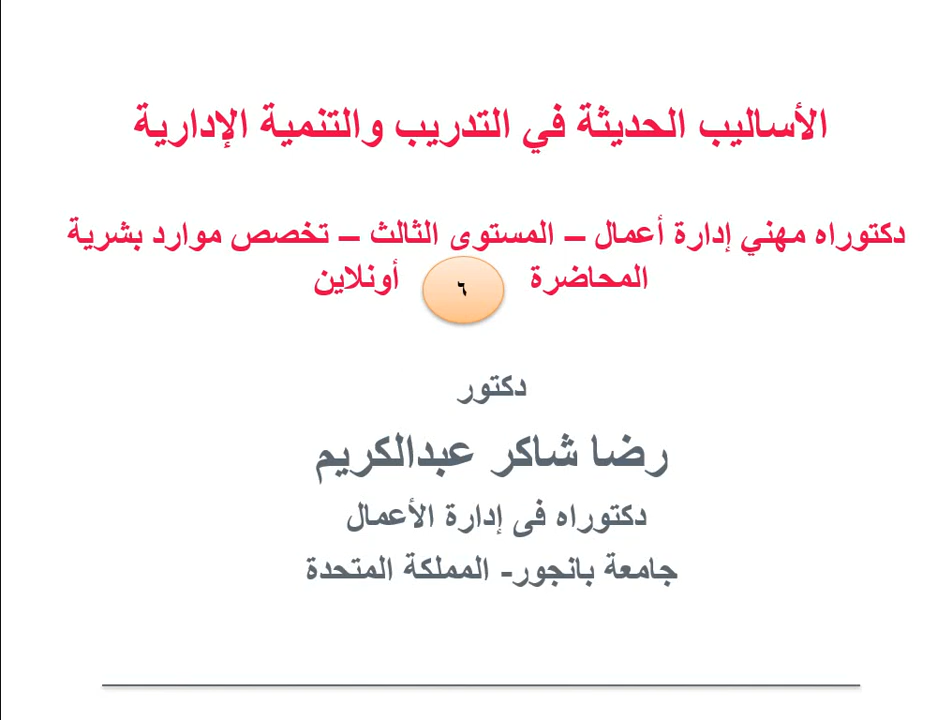 الأساليب الحديثة في التدريب والتنمية الإدارية
دكتوراه مهني إدارة أعمال – المستوى الثالث – تخصص موارد بشرية
المحاضرة ٦ أونلاين
دكتور
رضا شاكر عبدالكريم
دكتوراه فى إدارة الأعمال
جامعة بانجور- المملكة المتحدة